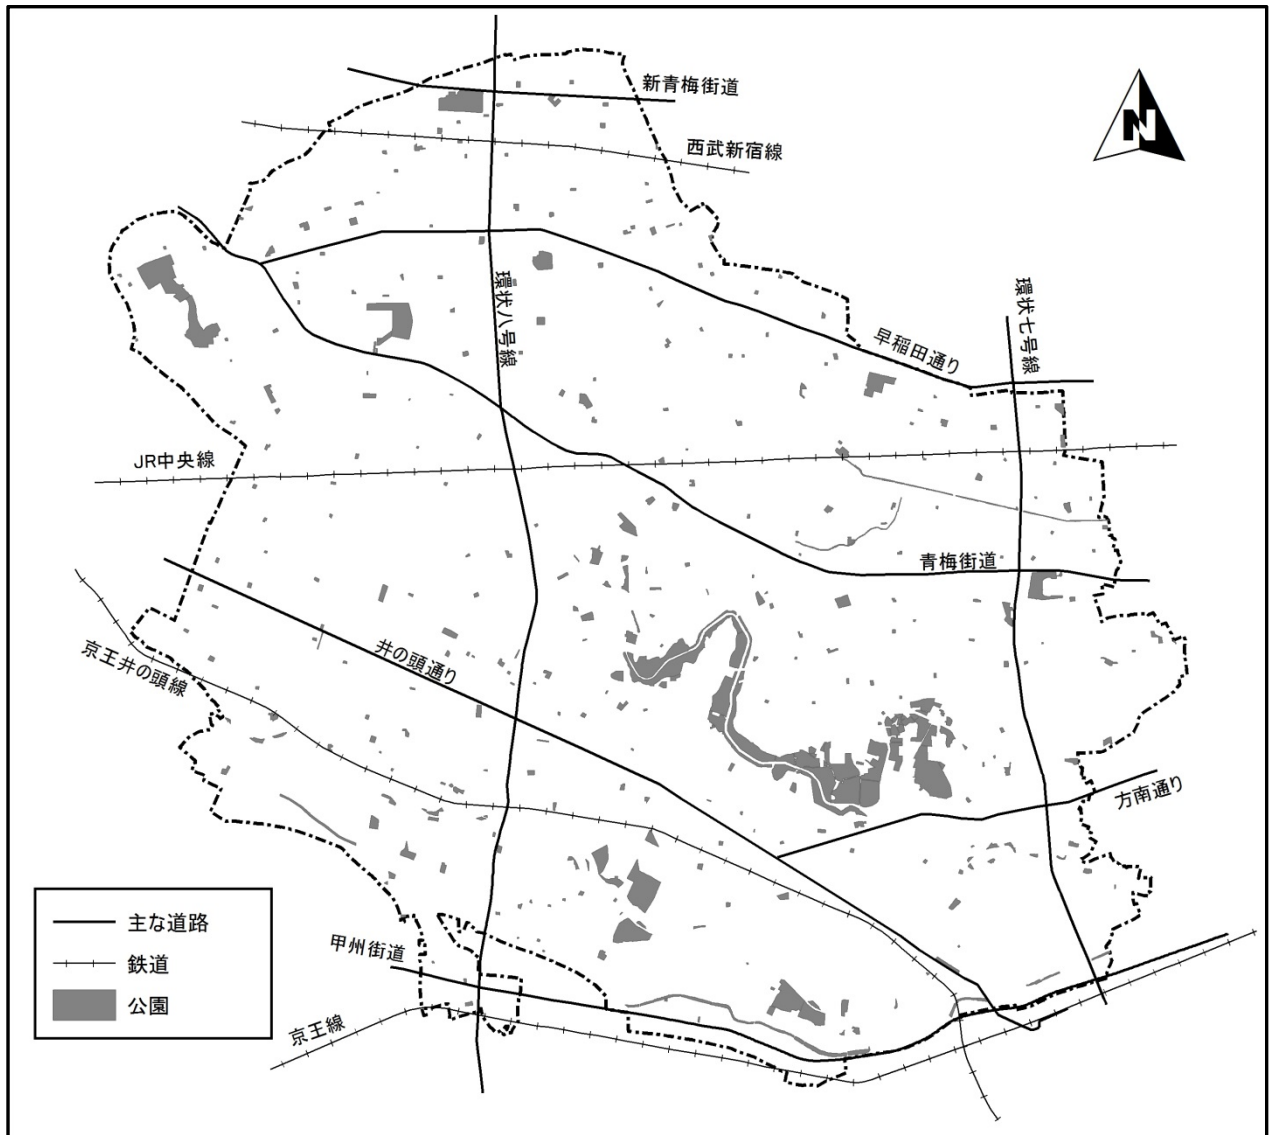 新青梅街道
N
西武新宿線
環状八号線
環状七号線
早稲田通り
JR中央線
青梅街道
井の頭通り
京王井の頭線
方南通り
主な道路
甲州街道
鉄道
公園
京王線